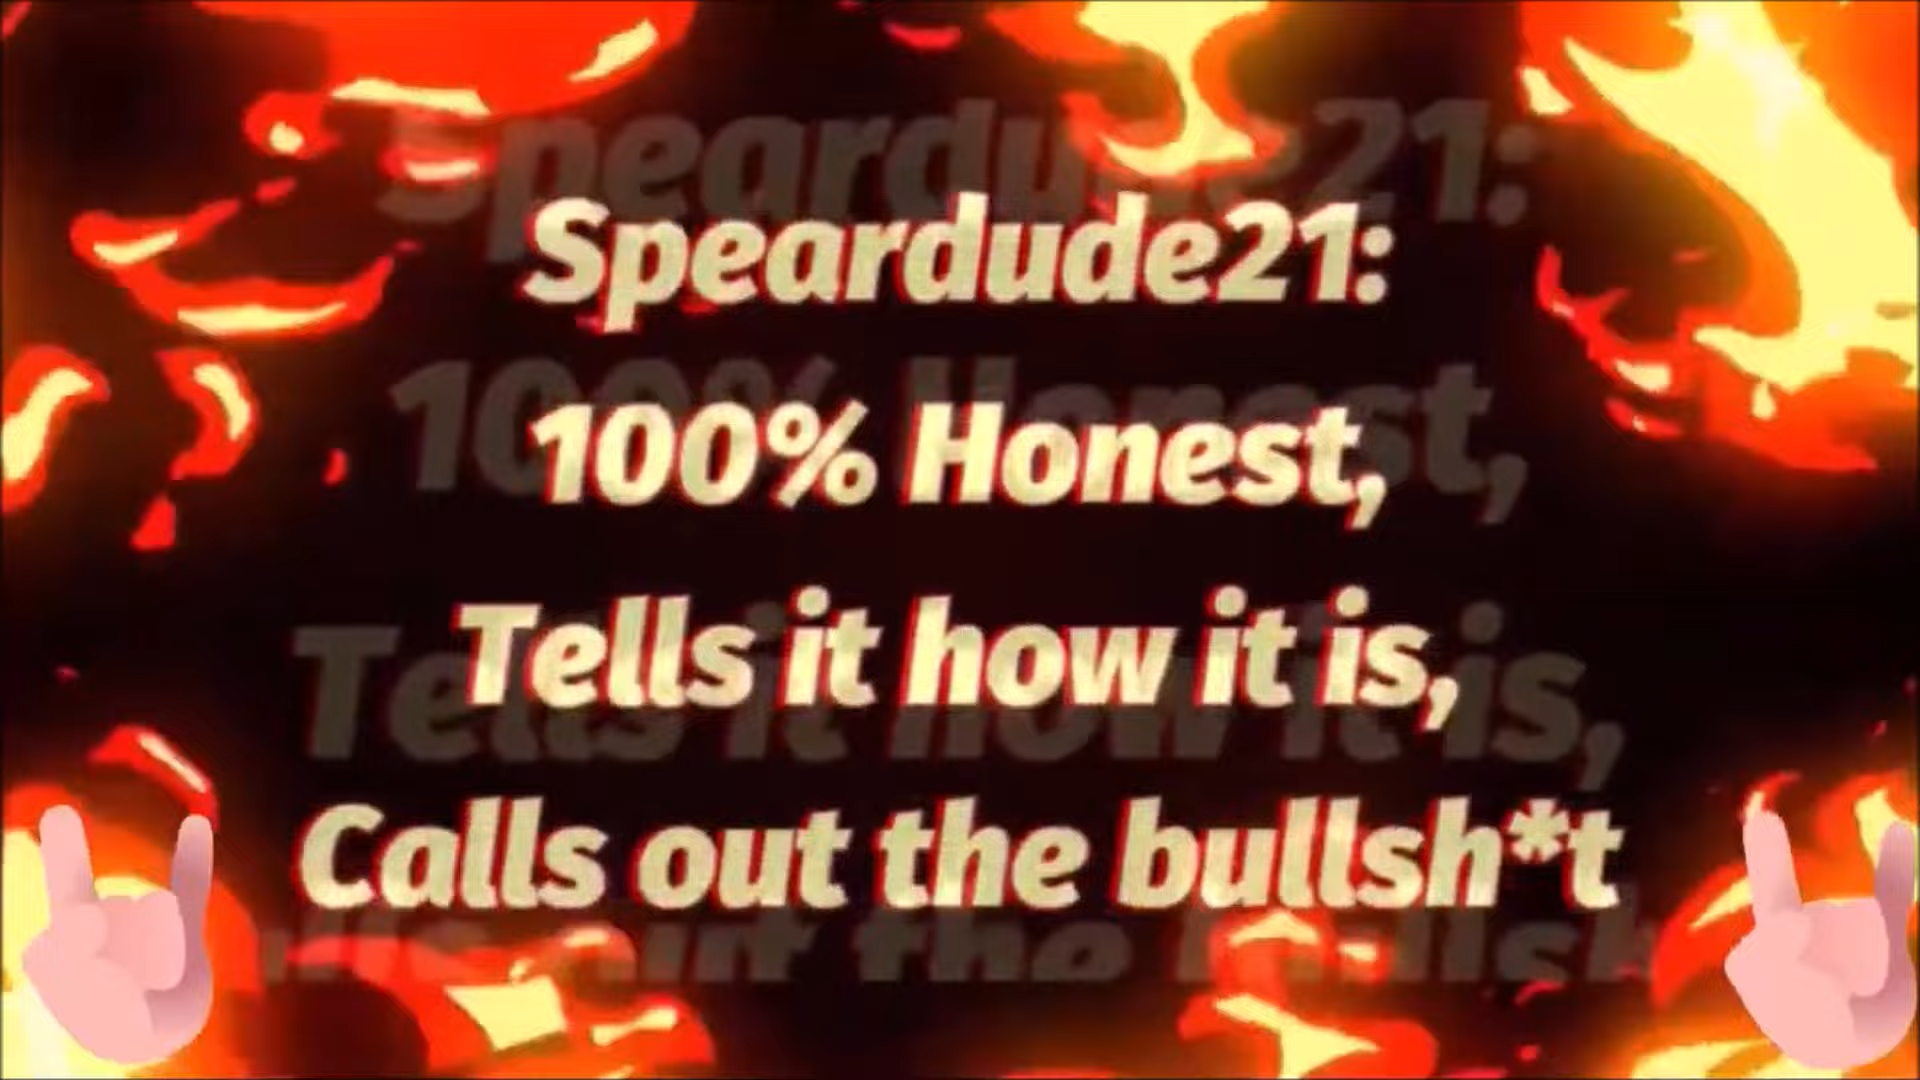 Speardude21:
100% Honest,
Tells it how it is,
Calls out the bullsh*t